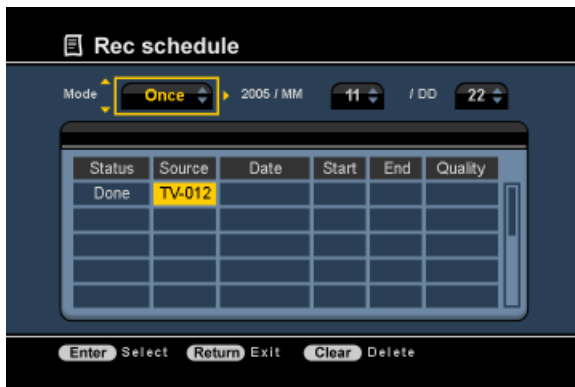 Rec schedule
Mode Once 2005 / MM 11 / DD 22
Status Source Date Start End Quality
Done TV-012
Enter Select Return Exit Clear Delete